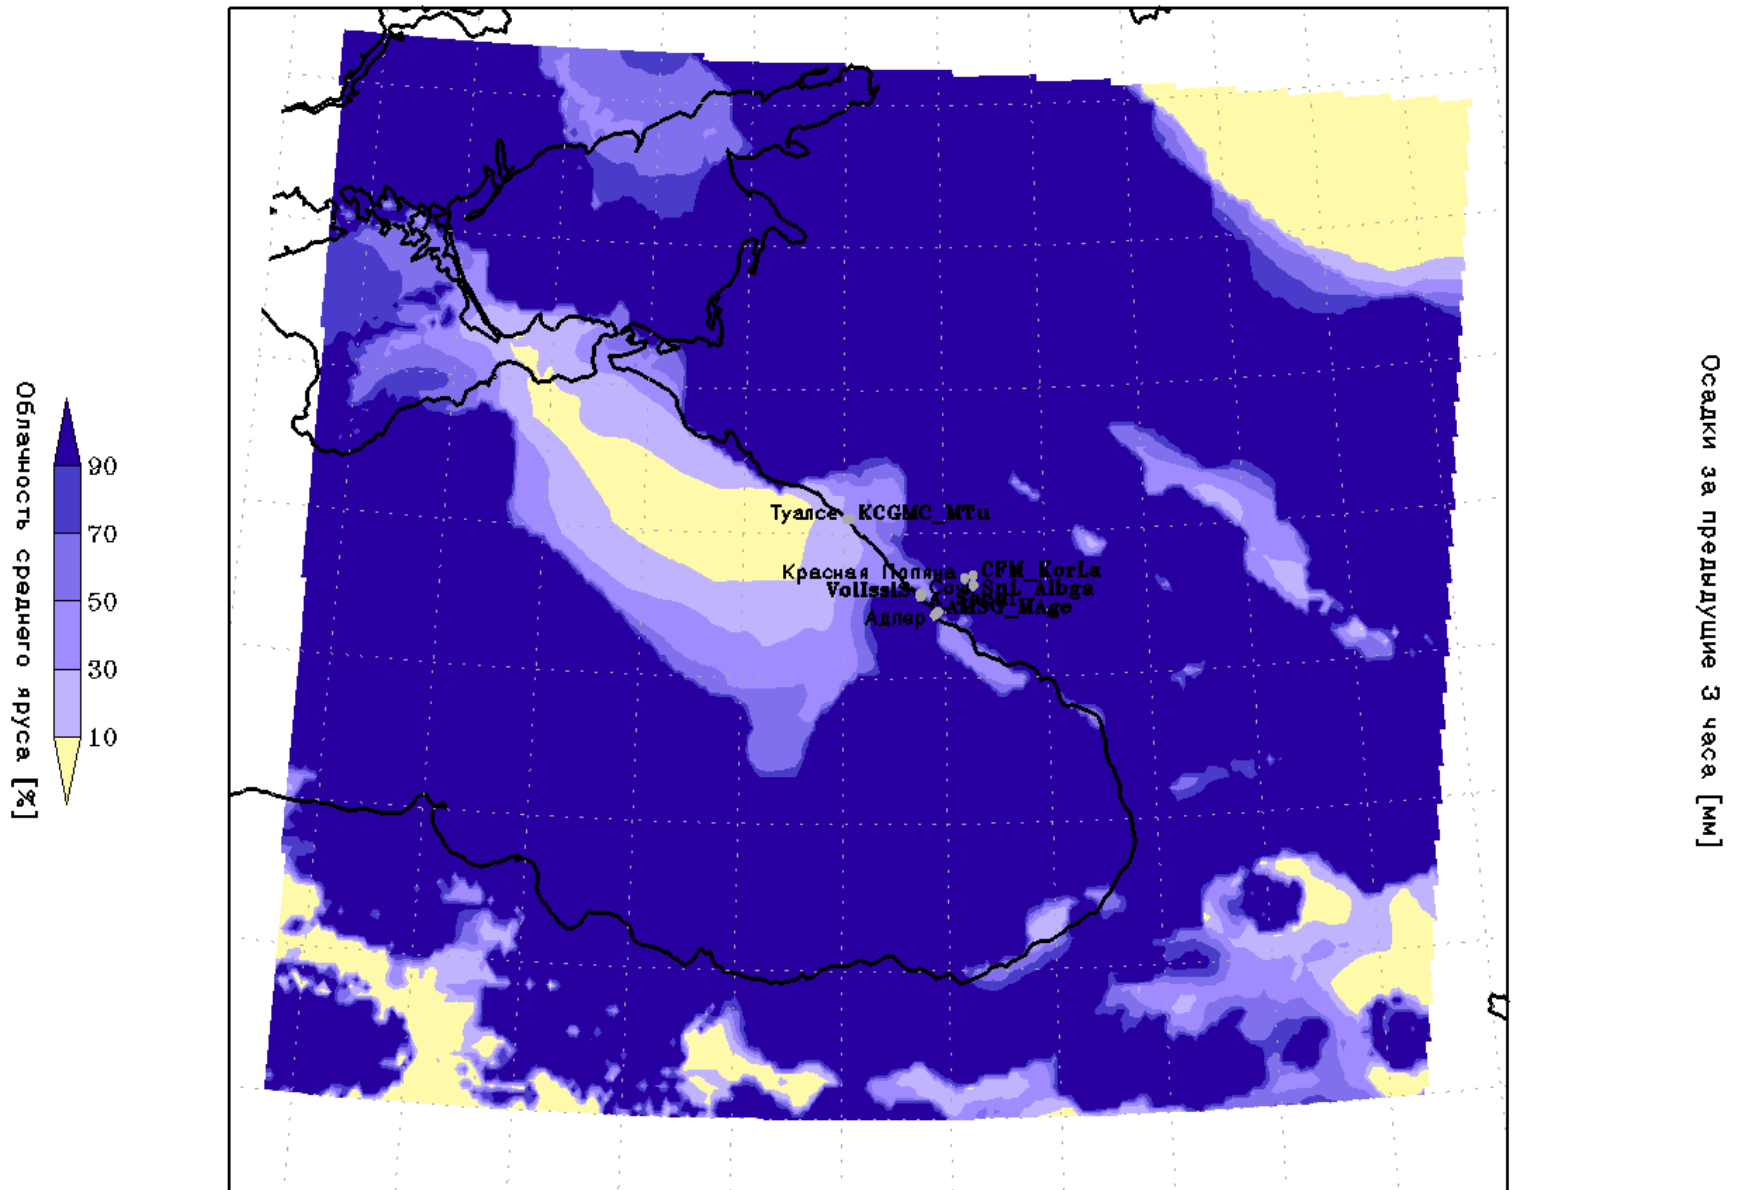 Облачность среднего яруса [%]
90
70
50
30
10
Туапсе
KCGMC_MTu
Красная Поляна
CFM_KorLa
VolIsslS
SnL_Albga
AMSG_MAge
Адлер
Осадки за предыдущие 3 часа [мм]